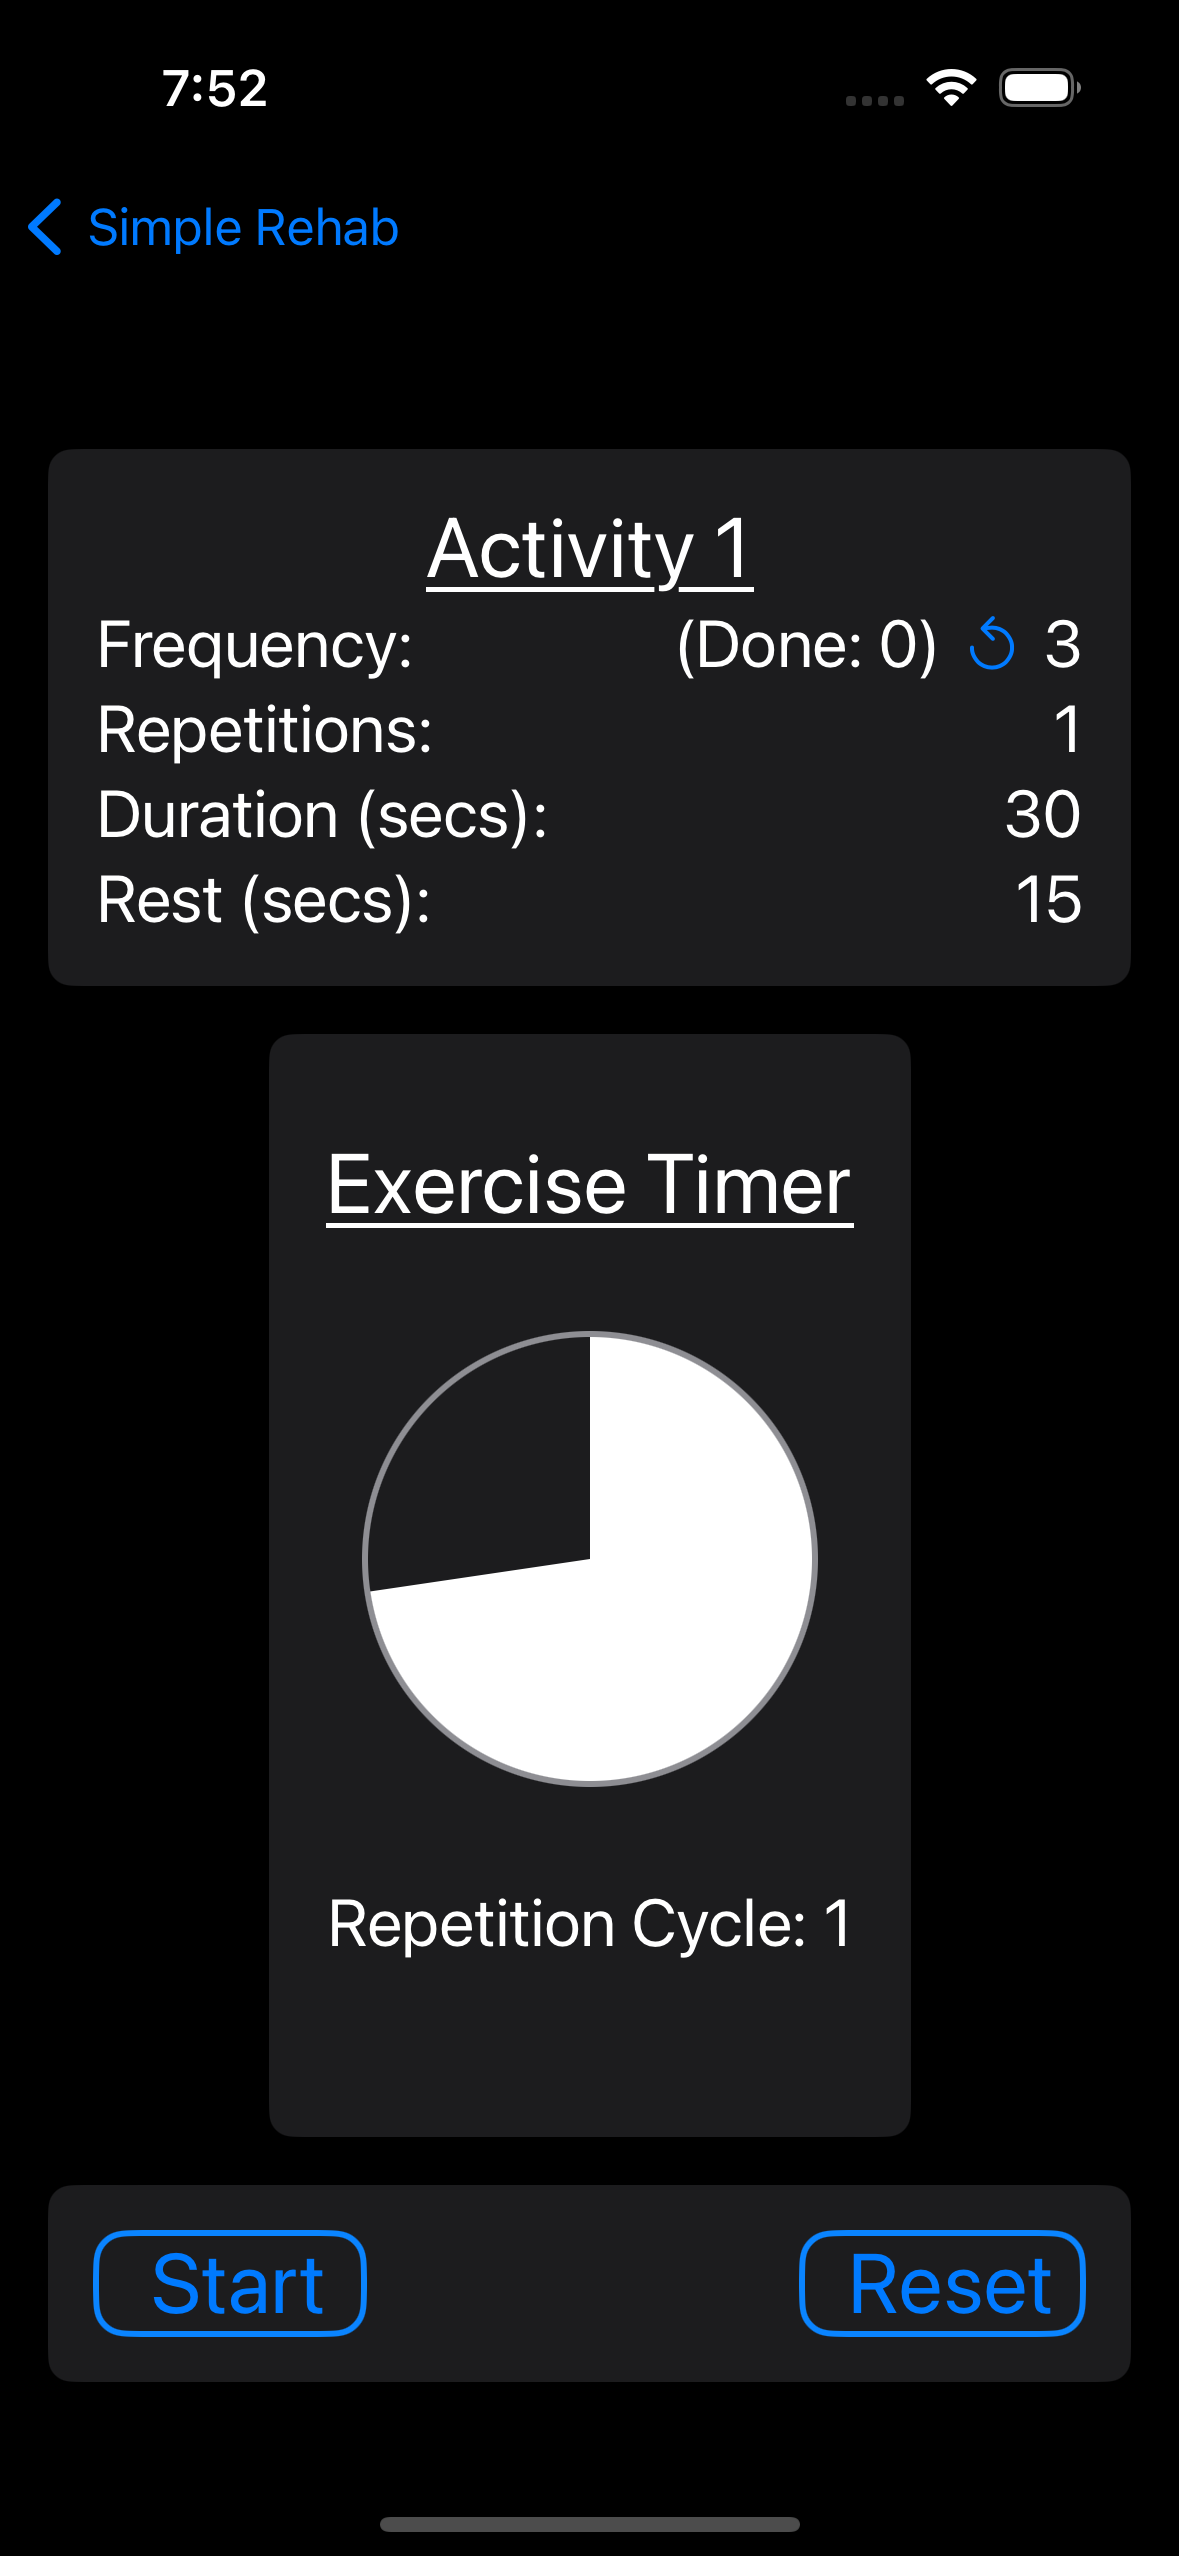 7:52
Simple Rehab
Activity 1
Frequency: (Done: 0) 3
Repetitions: 1
Duration (secs): 30
Rest (secs): 15
Exercise Timer
Repetition Cycle: 1
Start Reset